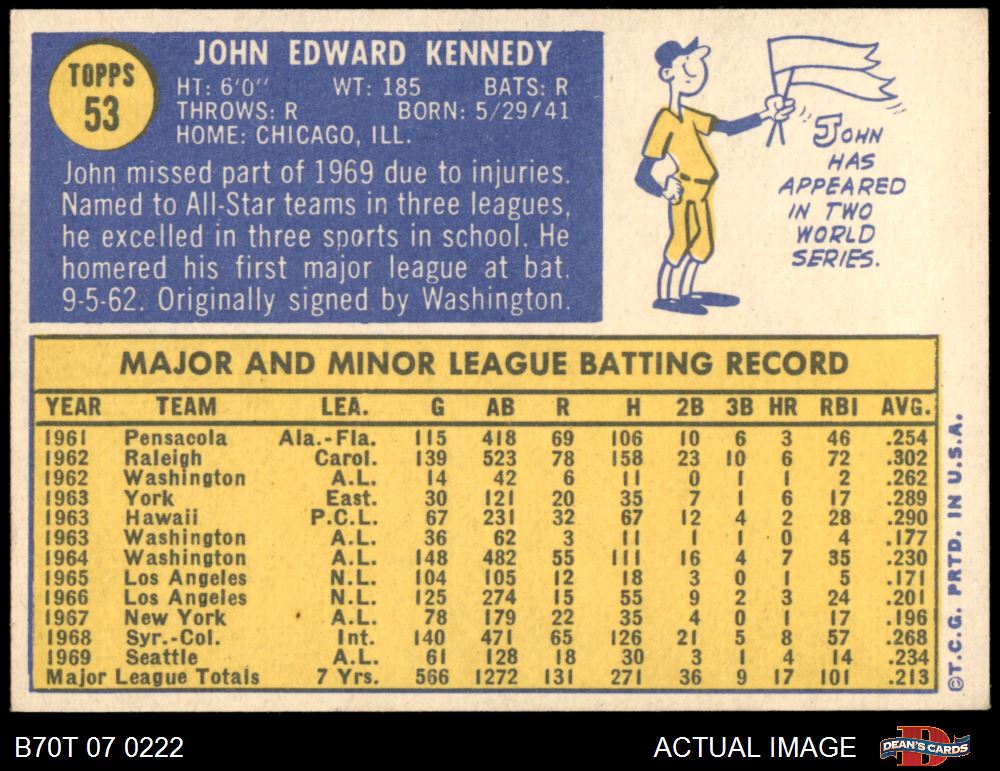 TOPPS
53
JOHN EDWARD KENNEDY
HT: 6'0" WT: 185 BATS: R
THROWS: R BORN: 5/29/41
HOME: CHICAGO, ILL.
John missed part of 1969 due to injuries.
Named to All-Star teams in three leagues,
he excelled in three sports in school. He
homered his first major league at bat.
9-5-62. Originally signed by Washington.
JOHN
HAS
APPEARED
IN TWO
WORLD
SERIES.
MAJOR AND MINOR LEAGUE BATTING RECORD
YEAR TEAM LEA. G AB R H 2B 3B HR RBI AVG.
1961 Pensacola Ala.-Fla. 115 418 69 106 10 6 3 46 .254
1962 Raleigh Carol. 139 523 78 158 23 10 6 72 .302
1962 Washington A.L. 14 42 6 11 0 1 1 2 .262
1963 York East. 30 121 20 35 7 1 6 17 .289
1963 Hawaii P.C.L. 67 231 32 67 12 4 2 28 .290
1963 Washington A.L. 36 62 3 11 1 1 0 4 .177
1964 Washington A.L. 148 482 55 111 16 4 7 35 .230
1965 Los Angeles N.L. 104 105 12 18 3 0 1 5 .171
1966 Los Angeles N.L. 125 274 15 55 9 2 3 24 .201
1967 New York A.L. 78 179 22 35 4 0 1 17 .196
1968 Syr.-Col. Int. 140 471 65 126 21 5 8 57 .268
1969 Seattle A.L. 61 128 18 30 3 1 4 14 .234
Major League Totals 7 Yrs. 566 1272 131 271 36 9 17 101 .213
©T.C.G. PRTD. IN U.S.A.
B70T 07 0222 ACTUAL IMAGE
DEAN'S CARDS